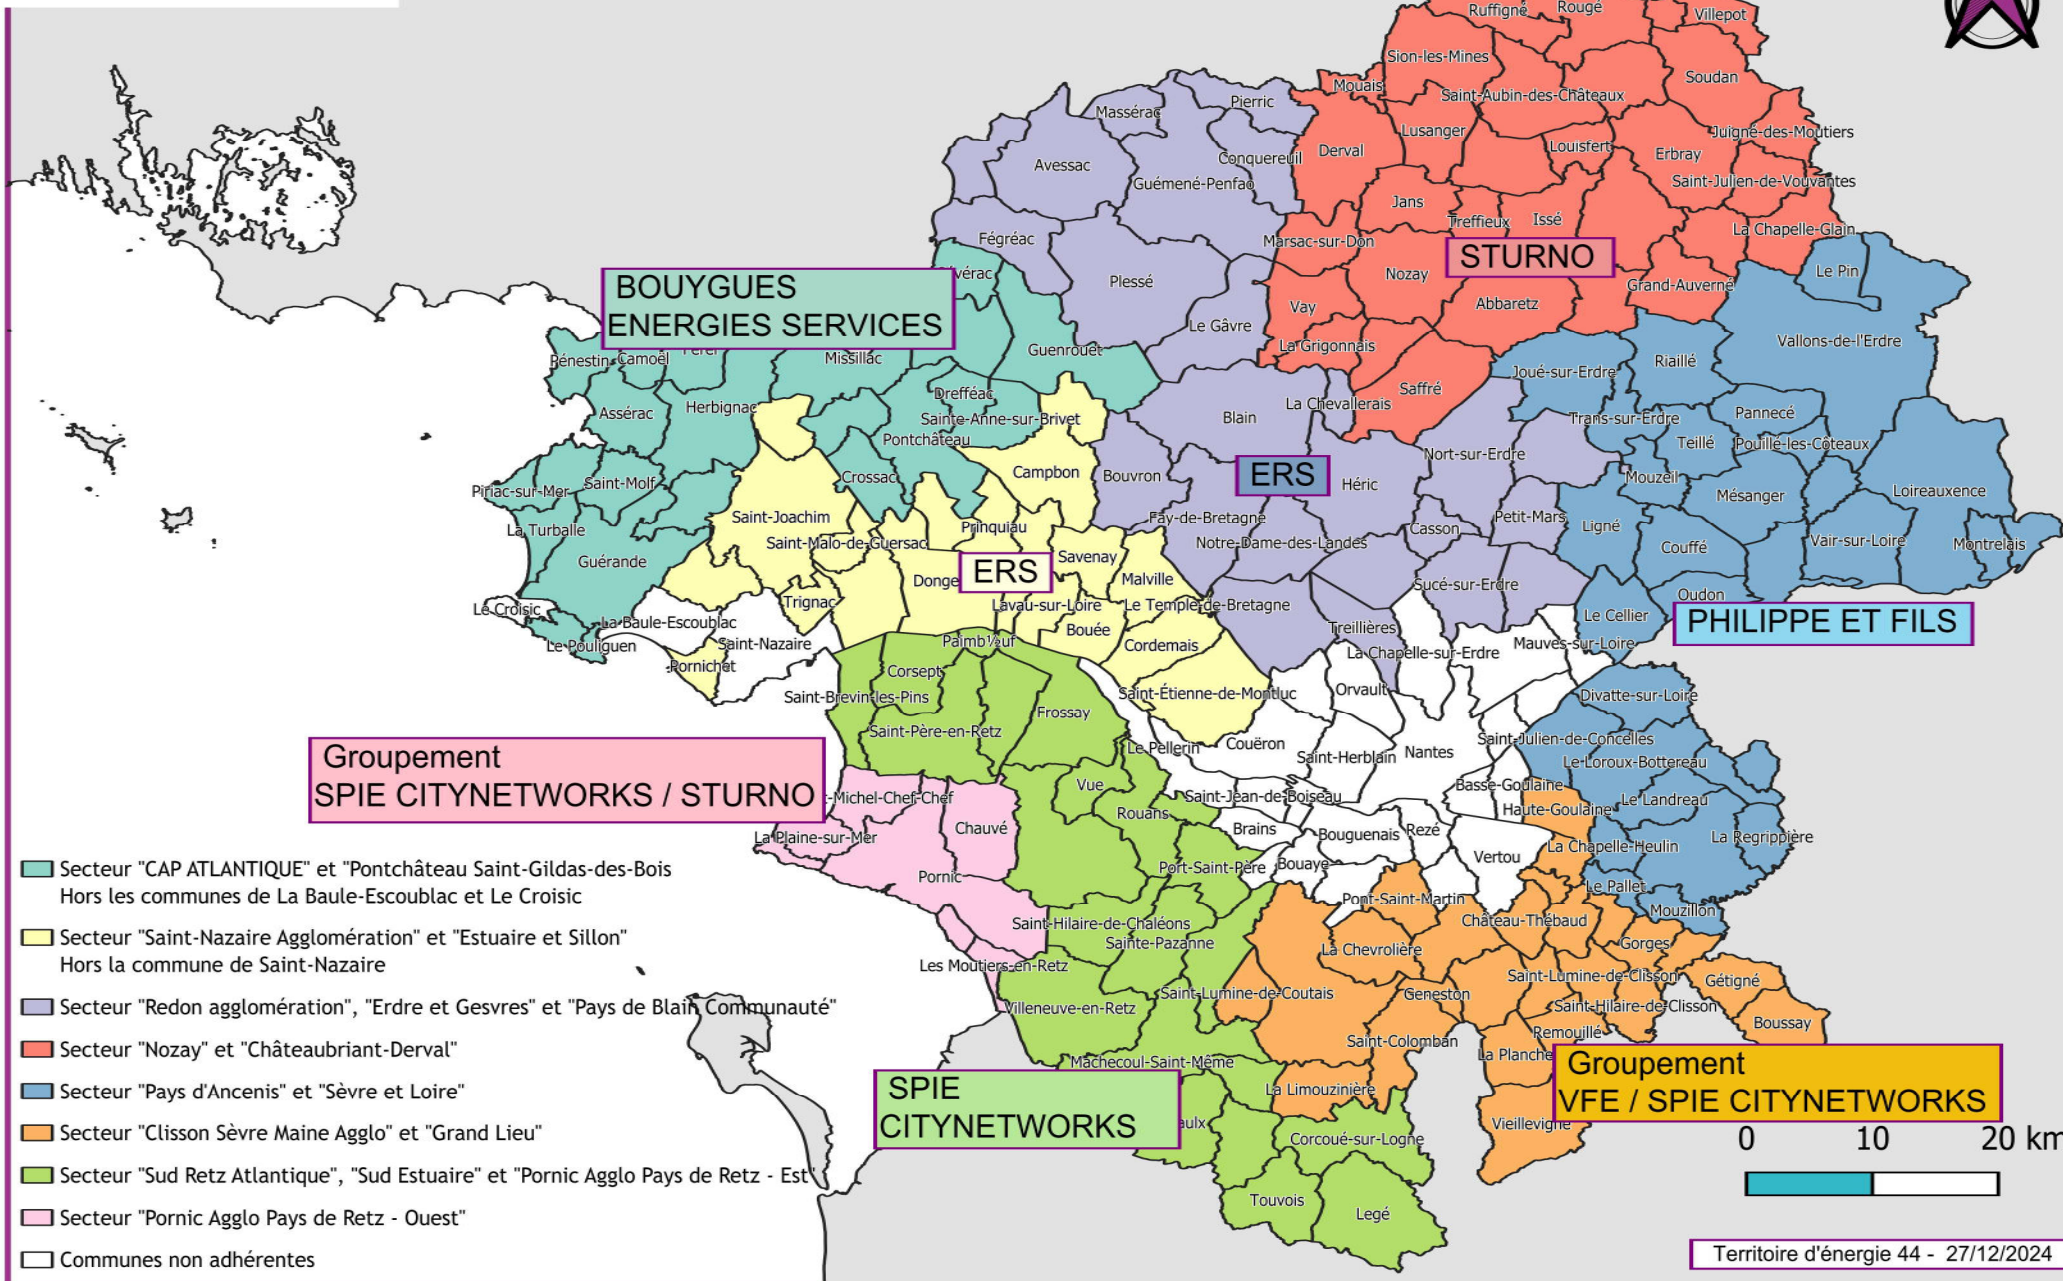 Ruffigné
Rougé
Villepot
Sion-les-Mines
Soudan
Mouais
Saint-Aubin-des-Châteaux
Massérac
Pierric
Lusanger
Juigné-des-Moutiers
Derval
Louisfert
Erbray
Conquereuil
Avessac
Guémené-Penfao
Saint-Julien-de-Vouvantes
Jans
Treffieux
Issé
La Chapelle-Glain
Fégréac
Marsac-sur-Don
STURNO
Nozay
Le Pin
Plessé
Grand-Auverné
BOUYGUES
ENERGIES SERVICES
Vay
Abbaretz
Le Gâvre
Vallons-de-l'Erdre
La Grigonnais
Guenrouët
Pénestin
Camoël
Missillac
Riaillé
Joué-sur-Erdre
Saffré
Drefféac
La Chevallerais
Assérac
Herbignac
Sainte-Anne-sur-Brivet
Blain
Trans-sur-Erdre
Pannecé
Pontchâteau
Teillé
Pouillé-les-Côteaux
Nort-sur-Erdre
Campbon
Bouvron
ERS
Héric
Crossac
Mouzeil
Mésanger
Loireauxence
Piriac-sur-Mer
Saint-Molf
Saint-Joachim
Fay-de-Bretagne
Petit-Mars
Casson
Ligné
La Turballe
Prinquiau
Saint-Malo-de-Guersac
Notre-Dame-des-Landes
Couffé
Vair-sur-Loire
Montrelais
Guérande
Savenay
Donge
ERS
Malville
Sucé-sur-Erdre
Oudon
Trignac
Le Croisic
Lavau-sur-Loire
Le Temple-de-Bretagne
Le Cellier
PHILIPPE ET FILS
La Baule-Escoublac
Bouée
Treillières
Le Pouliguen
Saint-Nazaire
Paimb½uf
Cordemais
La Chapelle-sur-Erdre
Mauves-sur-Loire
Pornichet
Corsept
Saint-Brevin-les-Pins
Saint-Étienne-de-Montluc
Orvault
Divatte-sur-Loire
Frossay
Saint-Père-en-Retz
Le Pellerin
Couëron
Saint-Herblain
Nantes
Saint-Julien-de-Concelles
Le Loroux-Bottereau
Groupement
SPIE CITYNETWORKS / STURNO
Vue
Basse-Goulaine
-Michel-Chef-Chef
Saint-Jean-de-Boiseau
Haute-Goulaine
Le Landreau
Chauvé
Rouans
Brains
Bouguenais
Rezé
La Plaine-sur-Mer
La Regrippière
La Chapelle-Heulin
Vertou
Port-Saint-Père
Bouaye
Pornic
Le Pallet
Pont-Saint-Martin
Mouzillon
Saint-Hilaire-de-Chaléons
Château-Thébaud
Sainte-Pazanne
La Chevrolière
Gorges
Les Moutiers-en-Retz
Saint-Lumine-de-Clisson
Gétigné
Villeneuve-en-Retz
Saint-Lumine-de-Coutais
Geneston
Saint-Hilaire-de-Clisson
Boussay
Remouillé
Saint-Colomban
La Planche
Machecoul-Saint-Même
La Limouzinière
Groupement
VFE / SPIE CITYNETWORKS
SPIE
CITYNETWORKS
aulx
Vieillevigne
Corcoué-sur-Logne
Touvois
Legé
Secteur "CAP ATLANTIQUE" et "Pontchâteau Saint-Gildas-des-Bois
Hors les communes de La Baule-Escoublac et Le Croisic
Secteur "Saint-Nazaire Agglomération" et "Estuaire et Sillon"
Hors la commune de Saint-Nazaire
Secteur "Redon agglomération", "Erdre et Gesvres" et "Pays de Blain Communauté"
Secteur "Nozay" et "Châteaubriant-Derval"
Secteur "Pays d'Ancenis" et "Sèvre et Loire"
Secteur "Clisson Sèvre Maine Agglo" et "Grand Lieu"
Secteur "Sud Retz Atlantique", "Sud Estuaire" et "Pornic Agglo Pays de Retz - Est"
Secteur "Pornic Agglo Pays de Retz - Ouest"
Communes non adhérentes
0 10 20 km
Territoire d'énergie 44 - 27/12/2024